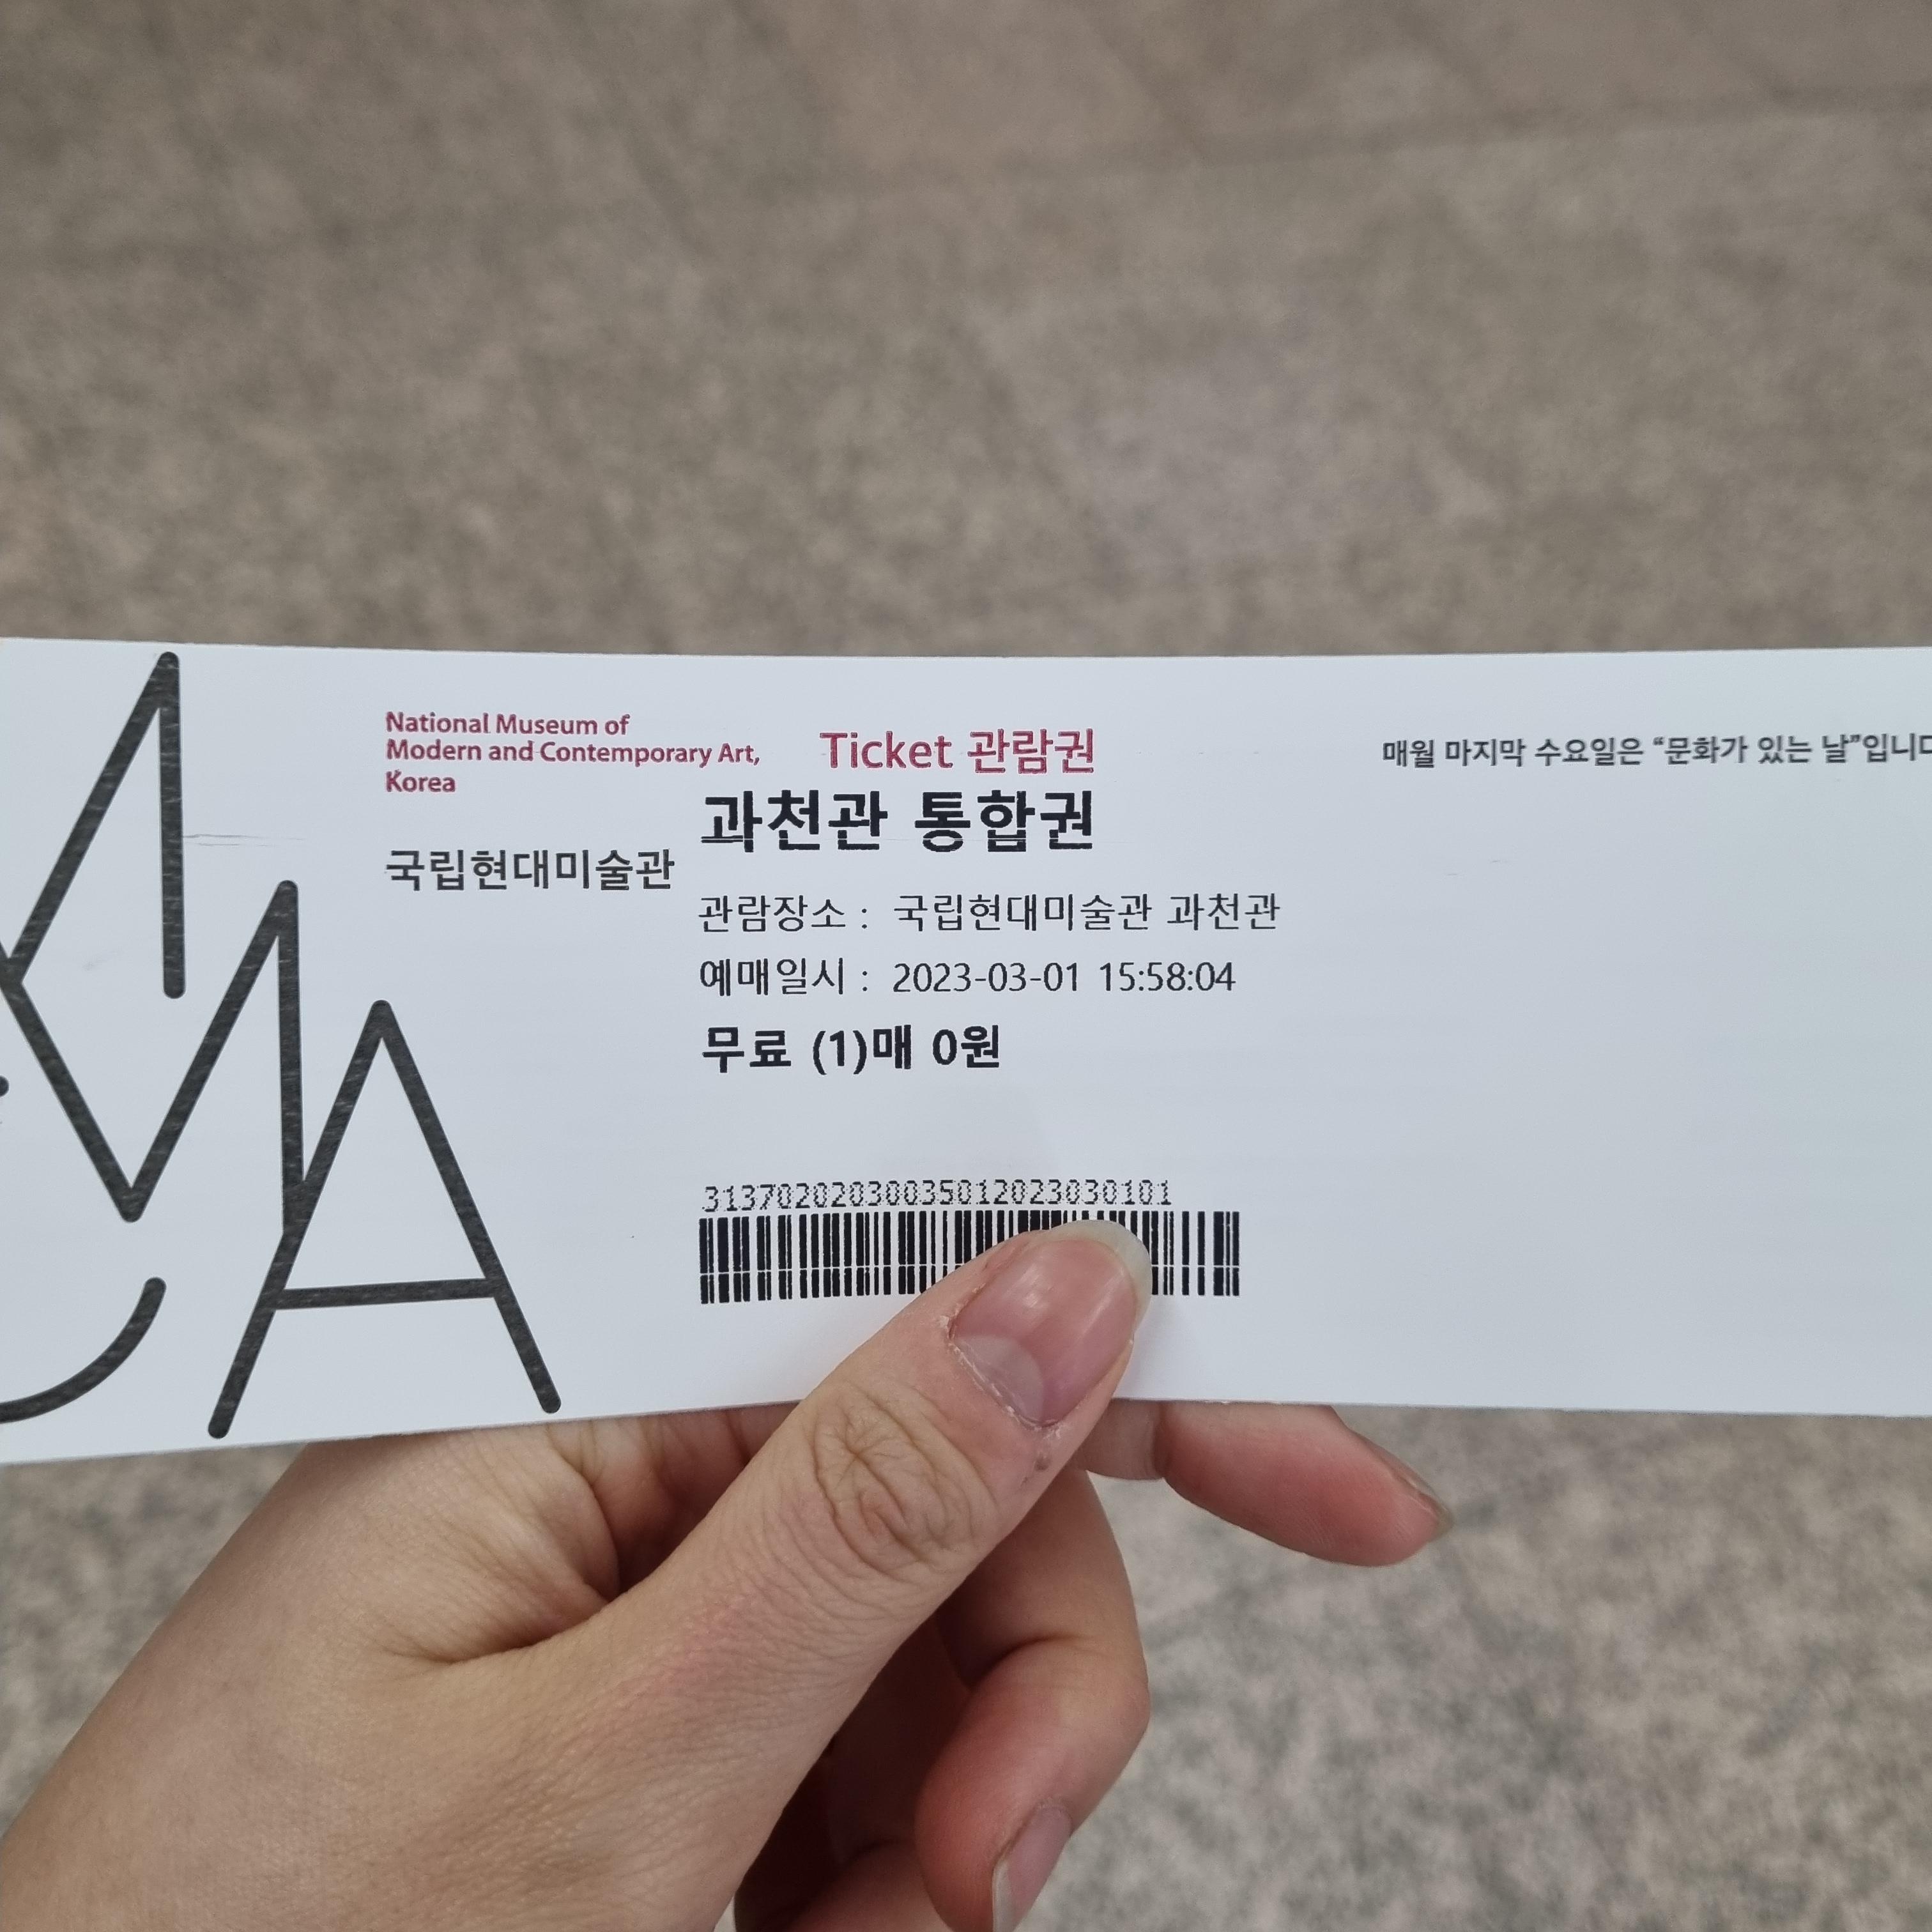 National Museum of
Modern and Contemporary Art,
Korea
국립현대미술관
Ticket 관람권
과천관 통합권
관람장소 : 국립현대미술관 과천관
예매일시 : 2023-03-01 15:58:04
무료 (1)매 0원
3137020203003501202303010​1
매월 마지막 수요일은 “문화가 있는 날”입니다